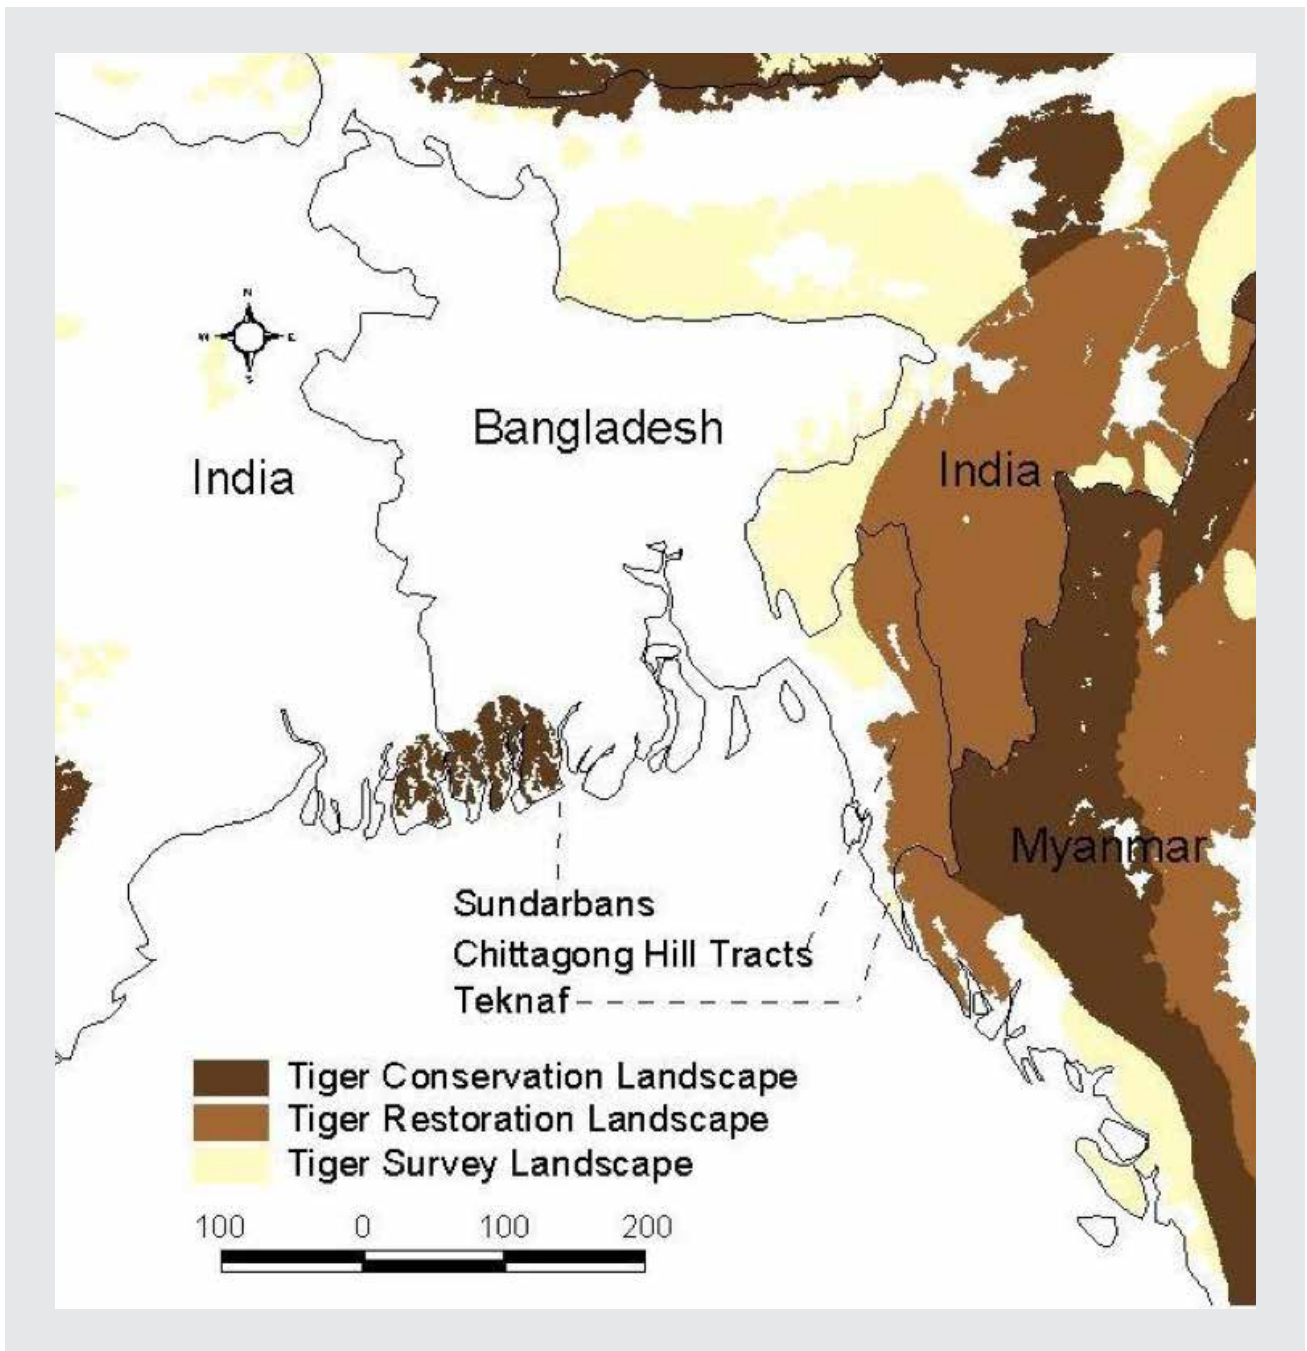 N
W E
S
Bangladesh
India
India
Myanmar
Sundarbans
Chittagong Hill Tracts
Teknaf
Tiger Conservation Landscape
Tiger Restoration Landscape
Tiger Survey Landscape
100 0 100 200